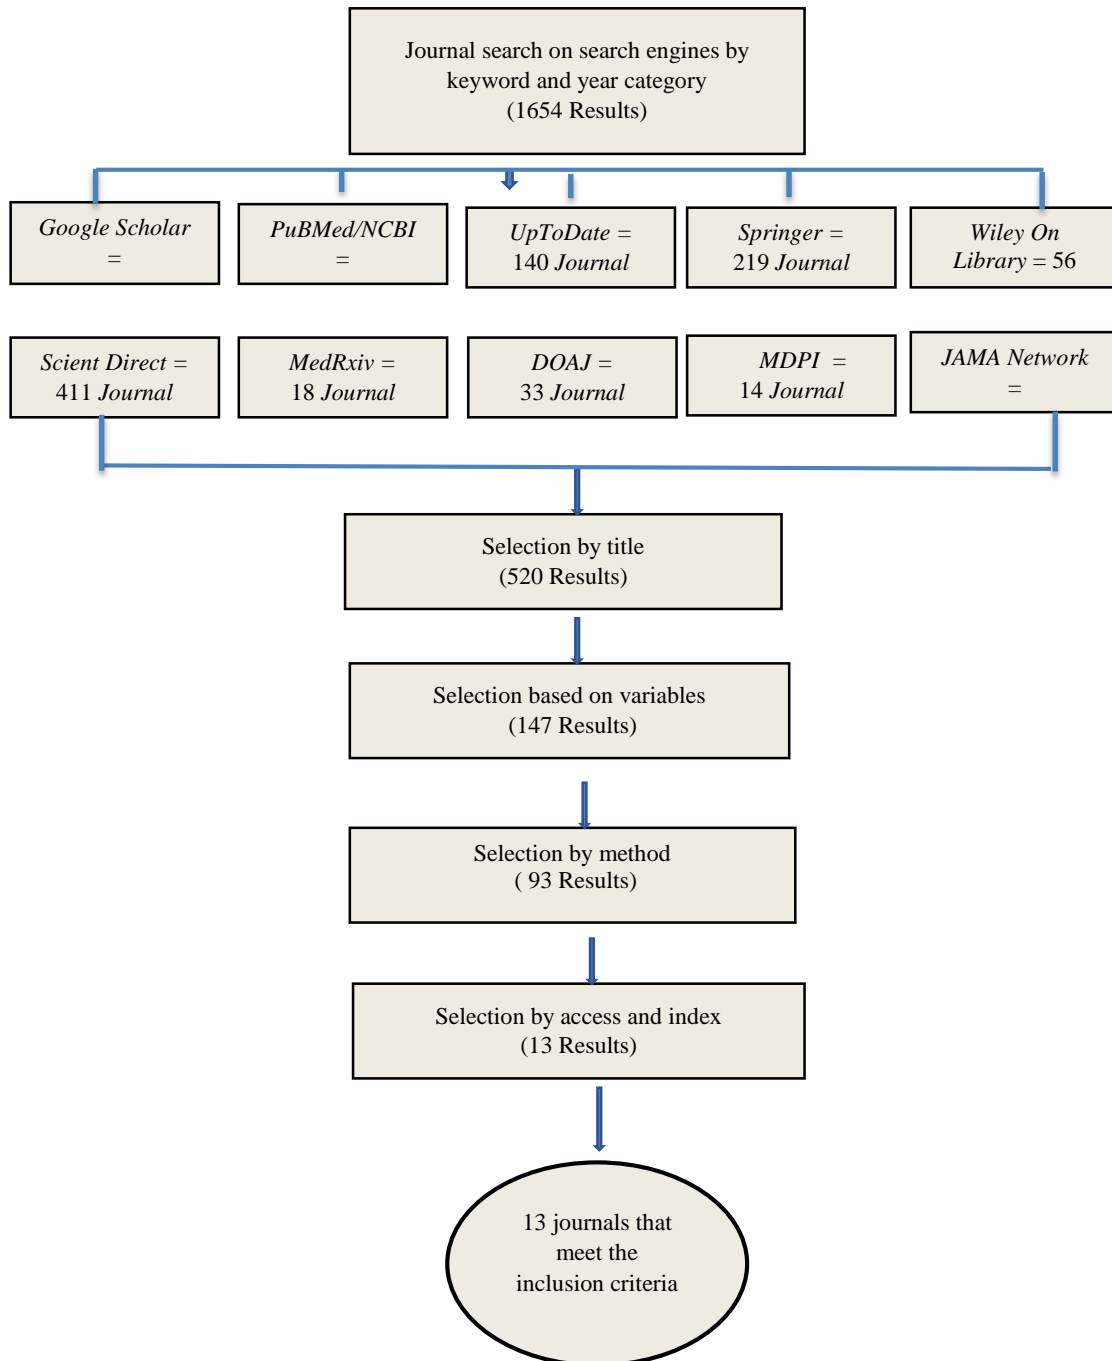 Journal search on search engines by
keyword and year category
(1654 Results)
Google Scholar
=
PuBMed/NCBI
=
UpToDate =
140 Journal
Springer =
219 Journal
Wiley On
Library = 56
Scient Direct =
411 Journal
MedRxiv =
18 Journal
DOAJ =
33 Journal
MDPI =
14 Journal
JAMA Network
=
Selection by title
(520 Results)
Selection based on variables
(147 Results)
Selection by method
( 93 Results)
Selection by access and index
(13 Results)
13 journals that
meet the
inclusion criteria